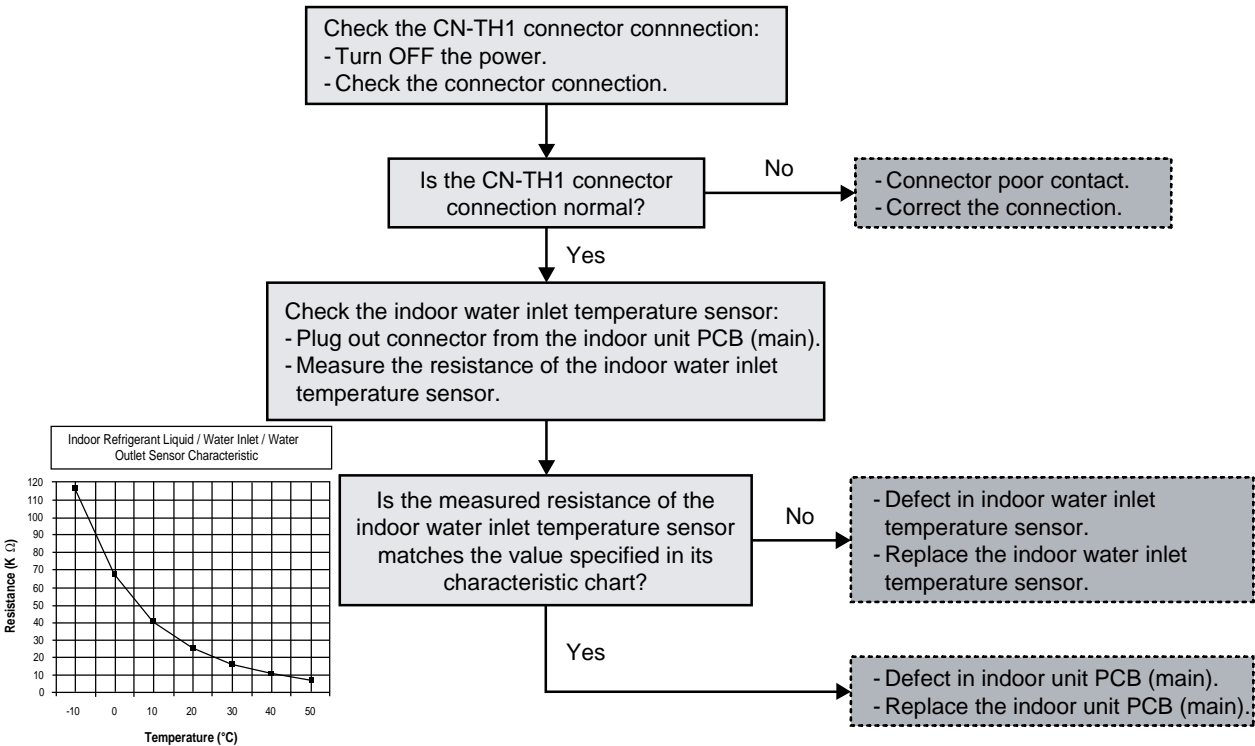 Check the CN-TH1 connector connnection:
- Turn OFF the power.
- Check the connector connection.
Is the CN-TH1 connector
connection normal?
No
- Connector poor contact.
- Correct the connection.
Yes
Check the indoor water inlet temperature sensor:
- Plug out connector from the indoor unit PCB (main).
- Measure the resistance of the indoor water inlet
temperature sensor.
Indoor Refrigerant Liquid / Water Inlet / Water
Outlet Sensor Characteristic
Resistance (K Ω)
120
110
100
90
80
70
60
50
40
30
20
10
0
-10 0 10 20 30 40 50
Temperature (°C)
Is the measured resistance of the
indoor water inlet temperature sensor
matches the value specified in its
characteristic chart?
No
- Defect in indoor water inlet
temperature sensor.
- Replace the indoor water inlet
temperature sensor.
Yes
- Defect in indoor unit PCB (main).
- Replace the indoor unit PCB (main).